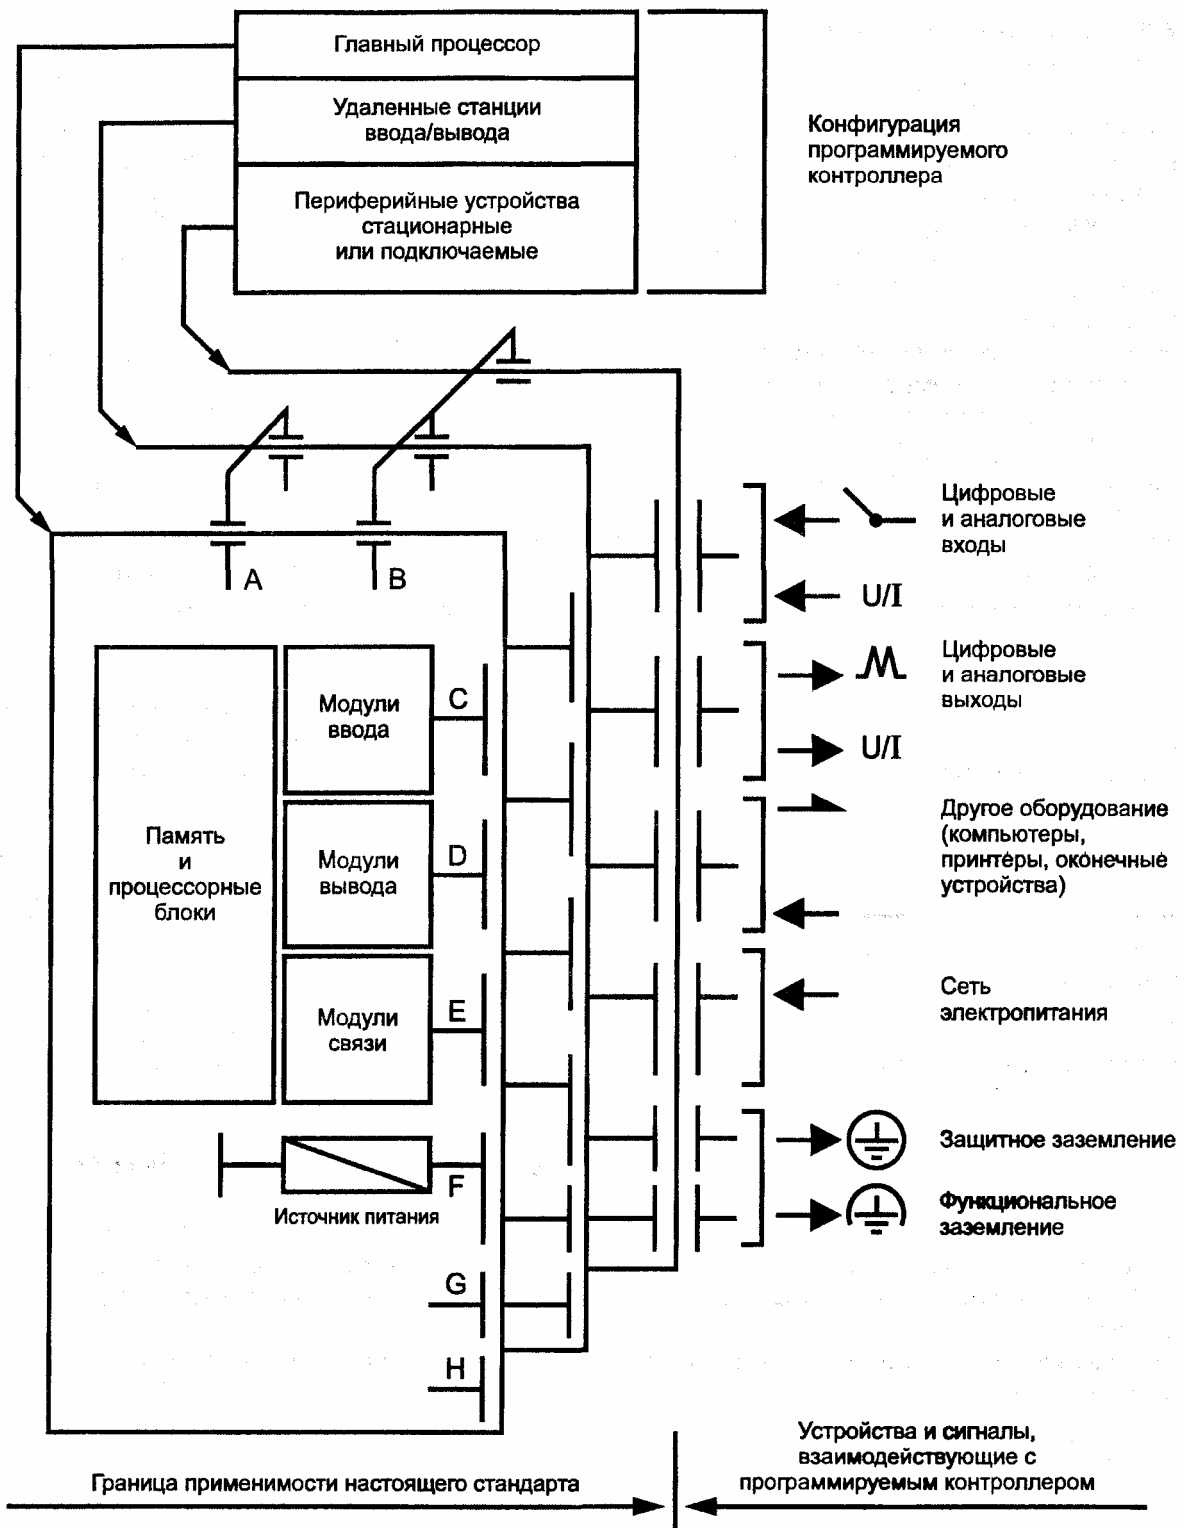 Главный процессор
Удаленные станции
ввода/вывода
Периферийные устройства
стационарные
или подключаемые
Конфигурация
программируемого
контроллера
A
B
Цифровые
и аналоговые
входы
U/I
Цифровые
и аналоговые
выходы
U/I
Другое оборудование
(компьютеры,
принтеры, оконечные
устройства)
Сеть
электропитания
Защитное заземление
Функциональное
заземление
Память
и
процессорные
блоки
Модули
ввода
C
Модули
вывода
D
Модули
связи
E
F
Источник питания
G
H
Граница применимости настоящего стандарта
Устройства и сигналы,
взаимодействующие с
программируемым контроллером